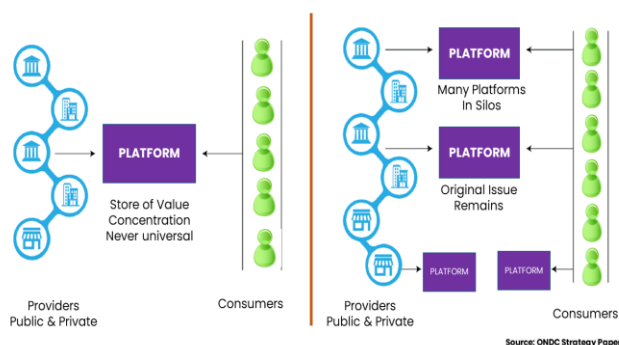 PLATFORM
Store of Value
Concentration
Never universal
Providers
Public & Private
Consumers
PLATFORM
Many Platforms
In Silos
PLATFORM
Original Issue
Remains
PLATFORM
PLATFORM
Providers
Public & Private
Consumers
Source: ONDC Strategy Paper